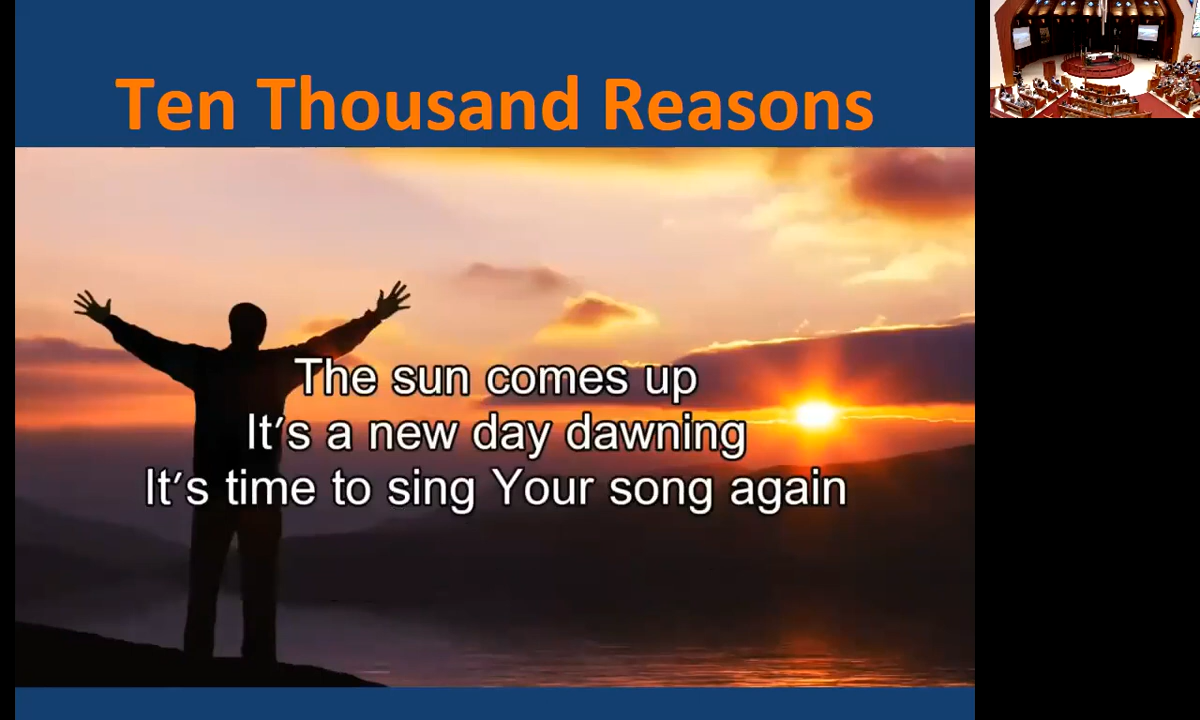 Ten Thousand Reasons
The sun comes up
It's a new day dawning
It's time to sing Your song again